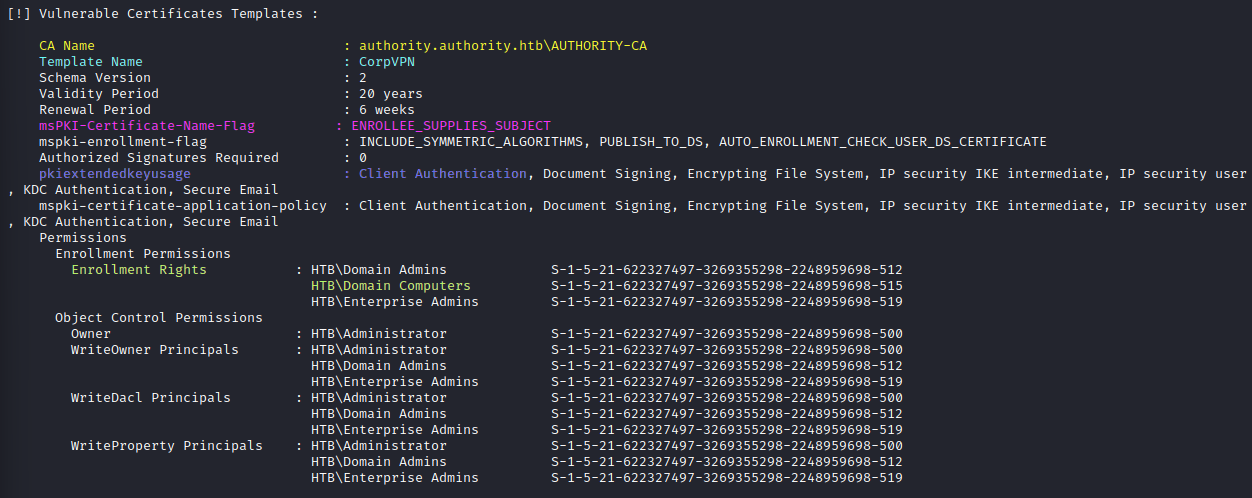 [!] Vulnerable Certificates Templates :
CA Name : authority.authority.htb\AUTHORITY-CA
Template Name : CorpVPN
Schema Version : 2
Validity Period : 20 years
Renewal Period : 6 weeks
msPKI-Certificate-Name-Flag : ENROLLEE_SUPPLIES_SUBJECT
mspki-enrollment-flag : INCLUDE_SYMMETRIC_ALGORITHMS, PUBLISH_TO_DS, AUTO_ENROLLMENT_CHECK_USER_DS_CERTIFICATE
Authorized Signatures Required : 0
pkiextendedkeyusage : Client Authentication, Document Signing, Encrypting File System, IP security IKE intermediate, IP security user
, KDC Authentication, Secure Email
mspki-certificate-application-policy : Client Authentication, Document Signing, Encrypting File System, IP security IKE intermediate, IP security user
, KDC Authentication, Secure Email
Permissions
Enrollment Permissions
Enrollment Rights : HTB\Domain Admins S-1-5-21-622327497-3269355298-2248959698-512
HTB\Domain Computers S-1-5-21-622327497-3269355298-2248959698-515
HTB\Enterprise Admins S-1-5-21-622327497-3269355298-2248959698-519
Object Control Permissions
Owner : HTB\Administrator S-1-5-21-622327497-3269355298-2248959698-500
WriteOwner Principals : HTB\Administrator S-1-5-21-622327497-3269355298-2248959698-500
HTB\Domain Admins S-1-5-21-622327497-3269355298-2248959698-512
HTB\Enterprise Admins S-1-5-21-622327497-3269355298-2248959698-519
WriteDacl Principals : HTB\Administrator S-1-5-21-622327497-3269355298-2248959698-500
HTB\Domain Admins S-1-5-21-622327497-3269355298-2248959698-512
HTB\Enterprise Admins S-1-5-21-622327497-3269355298-2248959698-519
WriteProperty Principals : HTB\Administrator S-1-5-21-622327497-3269355298-2248959698-500
HTB\Domain Admins S-1-5-21-622327497-3269355298-2248959698-512
HTB\Enterprise Admins S-1-5-21-622327497-3269355298-2248959698-519